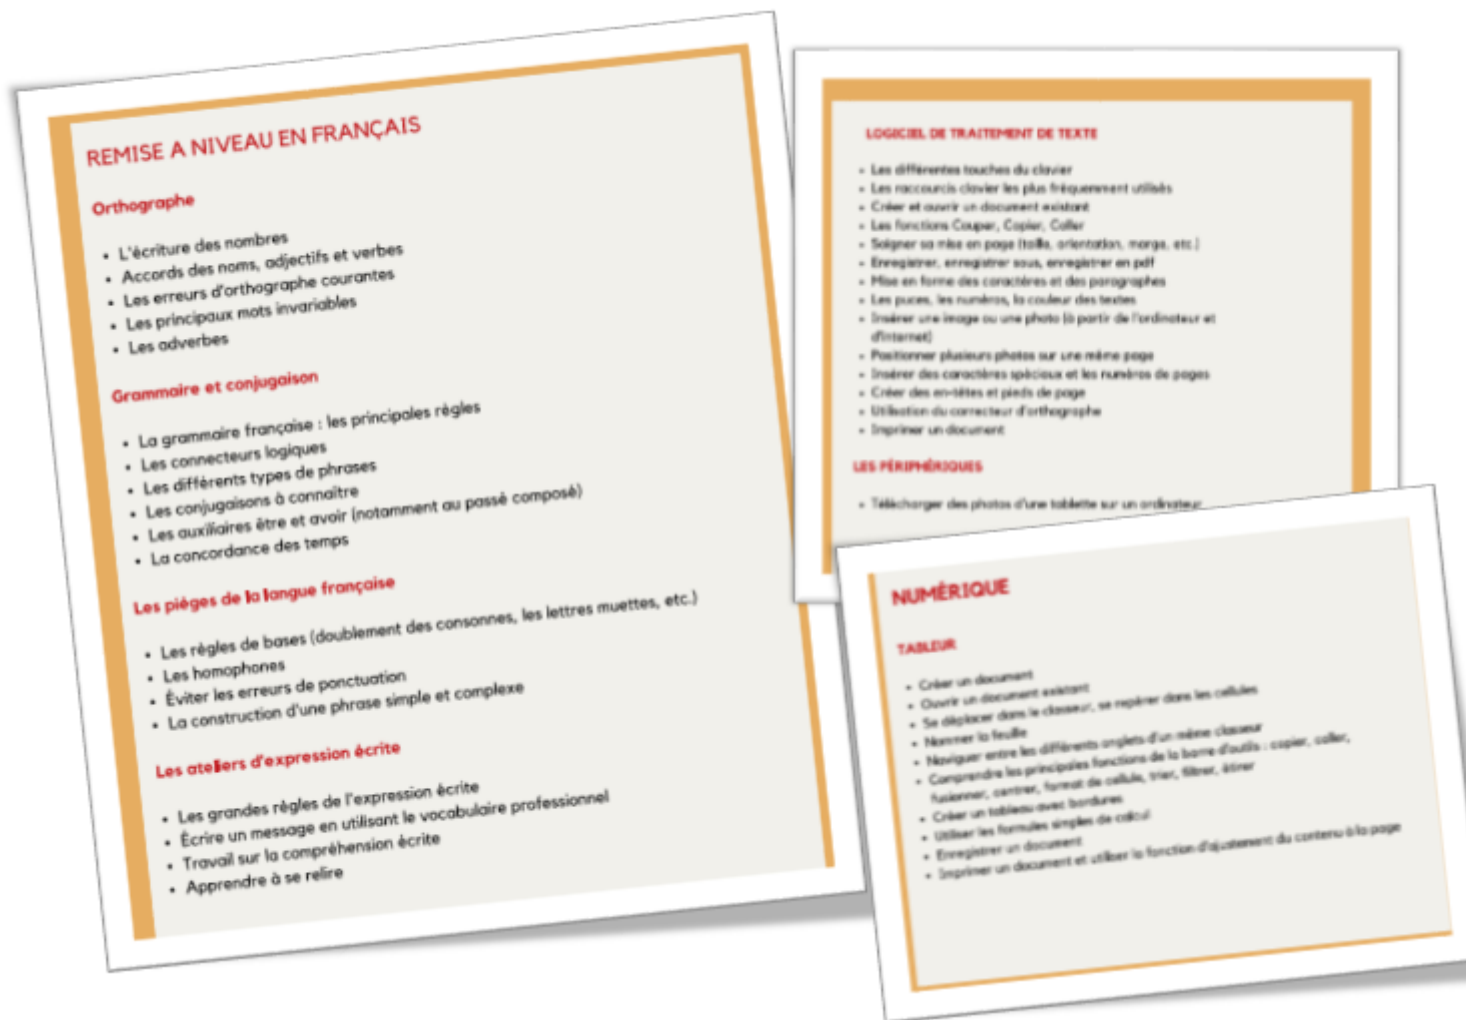 REMISE A NIVEAU EN FRANÇAIS
Orthographe
• L'écriture des nombres
• Accords des noms, adjectifs et verbes
• Les erreurs d'orthographe courantes
• Les principaux mots invariables
• Les adverbes
Grammaire et conjugaison
• La grammaire française : les principales règles
• Les connecteurs logiques
• Les différents types de phrases
• Les conjugaisons à connaître
• Les auxiliaires être et avoir (notamment au passé composé)
• La concordance des temps
Les pièges de la langue française
• Les règles de bases (doublement des consonnes, les lettres muettes, etc.)
• Les homophones
• Éviter les erreurs de ponctuation
• La construction d'une phrase simple et complexe
Les ateliers d'expression écrite
• Les grandes règles de l'expression écrite
• Écrire un message en utilisant le vocabulaire professionnel
• Travail sur la compréhension écrite
• Apprendre à se relire
LOGICIEL DE TRAITEMENT DE TEXTE
• Les différentes touches du clavier
• Les raccourcis clavier les plus fréquemment utilisés
• Créer et ouvrir un document existant
• Les fonctions Couper, Copier, Coller
• Soigner sa mise en page (taille, orientation, marge, etc.)
• Enregistrer, enregistrer sous, enregistrer en pdf
• Mise en forme des caractères et des paragraphes
• Les puces, les numéros, la couleur des textes
• Insérer une image ou une photo (à partir de l'ordinateur et
d'internet)
• Positionner plusieurs photos sur une même page
• Insérer des caractères spéciaux et les numéros de pages
• Créer des en-têtes et pieds de page
• Utilisation du correcteur d'orthographe
• Imprimer un document
LES PÉRIPHÉRIQUES
• Télécharger des photos d'une tablette sur un ordinateur
NUMÉRIQUE
TABLEUR
• Créer un document
• Ouvrir un document existant
• Se déplacer dans le classeur, se repérer dans les cellules
• Nommer la feuille
• Naviguer entre les différents onglets d'un même classeur
• Comprendre les principales fonctions de la barre d'outils : copier, coller,
fusionner, centrer, format de cellule, trier, filtrer, étirer
• Créer un tableau avec bordures
• Utiliser les formules simples de calcul
• Enregistrer un document
• Imprimer un document et utiliser la fonction d'ajustement du contenu à la page